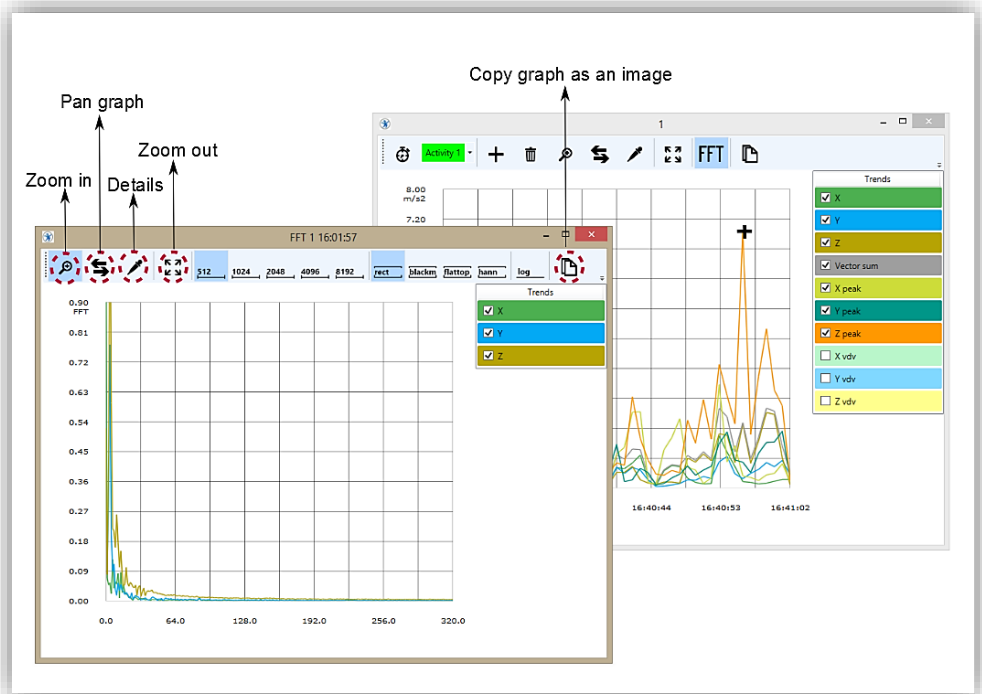 Copy graph as an image
Pan graph
Zoom out
Zoom in
Details
1
Activity 1
FFT
8.00
m/s2
7.20
Trends
X
Y
Z
Vector sum
X peak
Y peak
Z peak
X vdv
Y vdv
Z vdv
16:40:44
16:40:53
16:41:02
FFT 1 16:01:57
512
1024
2048
4096
8192
rect
blackm
flattop
hann
log
Trends
X
Y
Z
0.90
FFT
0.81
0.72
0.63
0.54
0.45
0.36
0.27
0.18
0.09
0.00
0.0
64.0
128.0
192.0
256.0
320.0